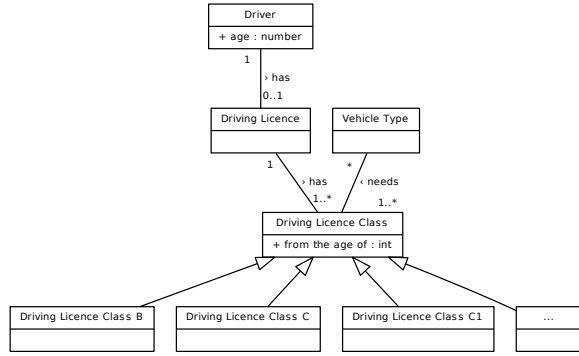 Driver
+ age : number
1
› has
0..1
Driving Licence
Vehicle Type
1
*
› has
‹ needs
1..*
1..*
Driving Licence Class
+ from the age of : int
Driving Licence Class B
Driving Licence Class C
Driving Licence Class C1
...